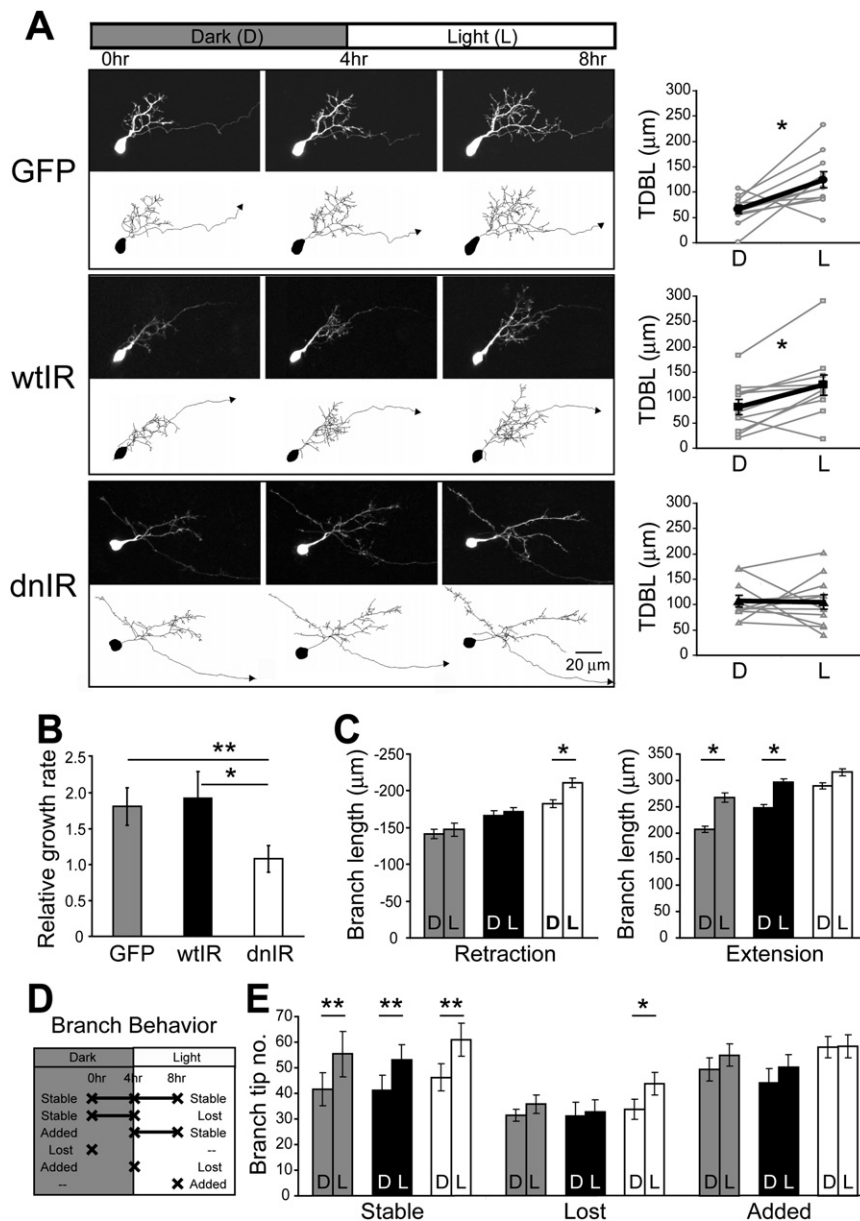 A
Dark (D) Light (L)
0hr 4hr 8hr
GFP
wtIR
dnIR
20 µm
TDBL (µm)
300
250
200
150
100
50
0
*
D L
TDBL (µm)
300
250
200
150
100
50
0
*
D L
TDBL (µm)
300
250
200
150
100
50
0
D L
B
Relative growth rate
2.5
2.0
1.5
1.0
0.5
0
**
*
GFP wtIR dnIR
C
Branch length (µm)
-250
-200
-150
-100
-50
0
*
D L D L D L
Retraction
Branch length (µm)
350
300
250
200
150
100
50
0
* *
D L D L D L
Extension
D
Branch Behavior
Dark Light
0hr 4hr 8hr
Stable Stable
Stable Lost
Added Stable
Lost --
Added Lost
-- Added
E
Branch tip no.
70
60
50
40
30
20
10
0
** ** ** *
D L D L D L D L D L D L D L D L D L
Stable Lost Added